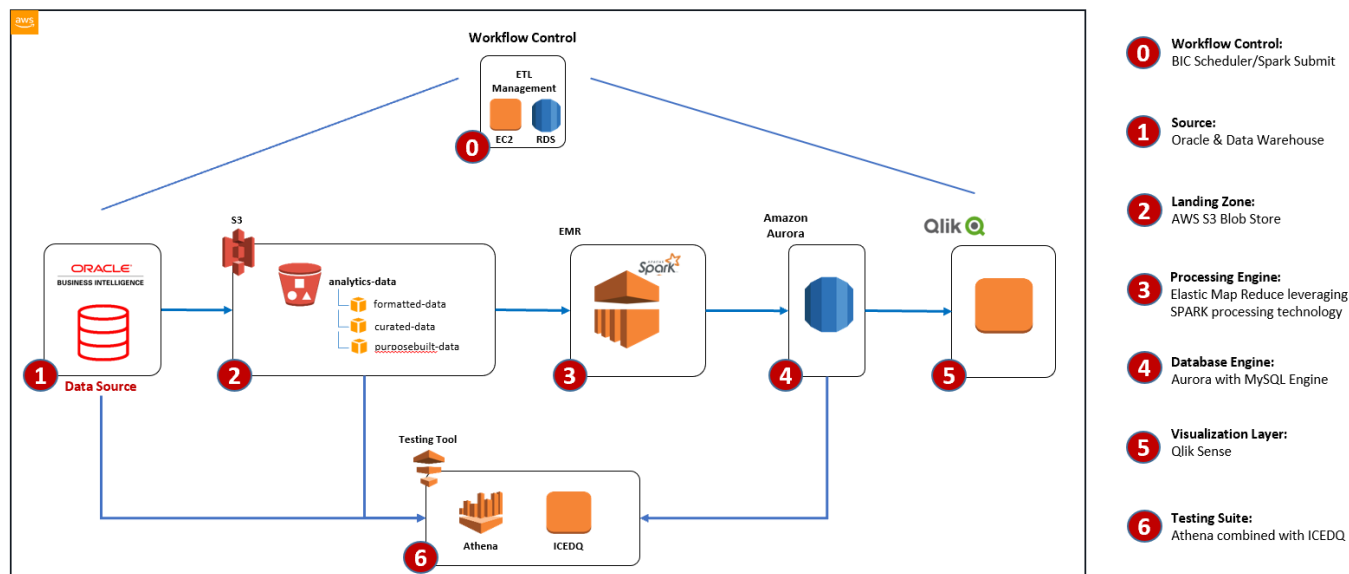 aws
Workflow Control
ETL
Management
EC2
RDS
0
S3
analytics-data
formatted-data
curated-data
purposebuilt-data
EMR
APACHE
Spark
Amazon
Aurora
Qlik
ORACLE
BUSINESS INTELLIGENCE
1
Data Source
2
3
4
5
Testing Tool
Athena
ICEDQ
6
0
Workflow Control:
BIC Scheduler/Spark Submit
1
Source:
Oracle & Data Warehouse
2
Landing Zone:
AWS S3 Blob Store
3
Processing Engine:
Elastic Map Reduce leveraging
SPARK processing technology
4
Database Engine:
Aurora with MySQL Engine
5
Visualization Layer:
Qlik Sense
6
Testing Suite:
Athena combined with ICEDQ